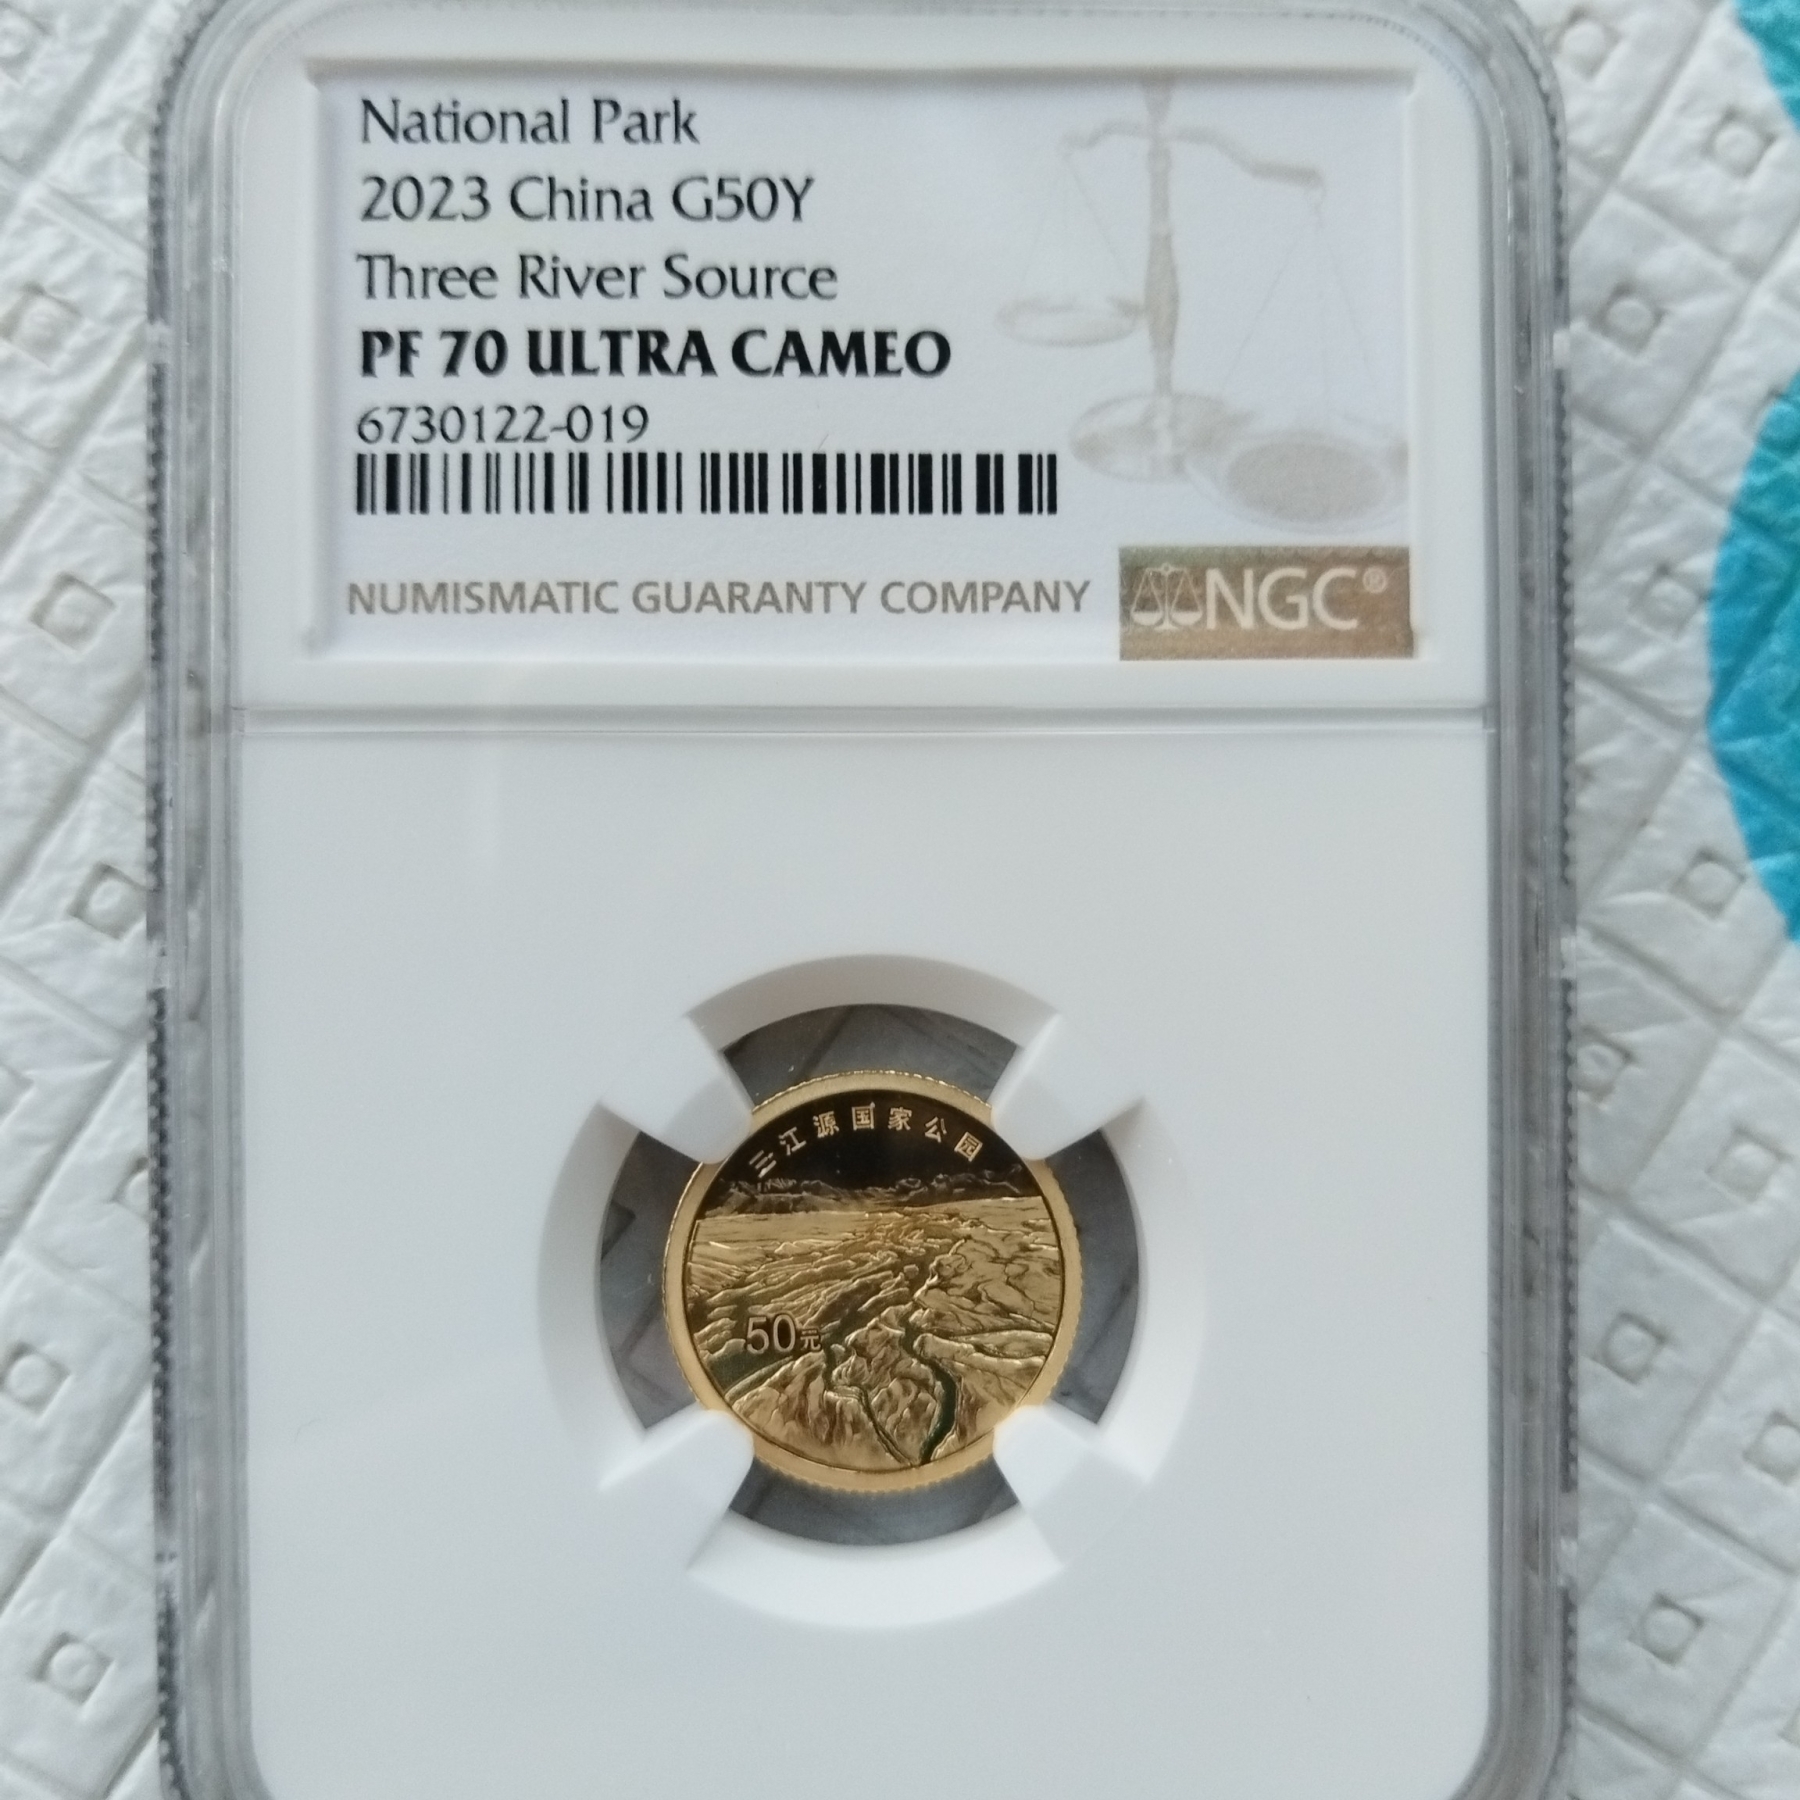 National Park
2023 China G50Y
Three River Source
PF 70 ULTRA CAMEO
6730122-019
NUMISMATIC GUARANTY COMPANY
NGC®
三江源国家公园
50元